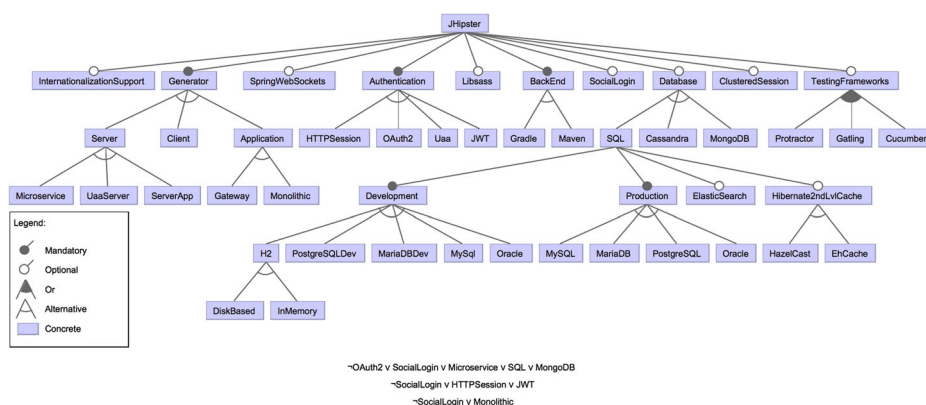 JHipster
InternationalizationSupport Generator SpringWebSockets Authentication Libsass BackEnd SocialLogin Database ClusteredSession TestingFrameworks
Server Client Application HTTPSession OAuth2 Uaa JWT Gradle Maven SQL Cassandra MongoDB Protractor Gatling Cucumber
Microservice UaaServer ServerApp Gateway Monolithic Development Production ElasticSearch Hibernate2ndLvlCache
H2 PostgreSQLDev MariaDBDev MySql Oracle MySQL MariaDB PostgreSQL Oracle HazelCast EhCache
DiskBased InMemory
Legend:
Mandatory
Optional
Or
Alternative
Concrete
¬OAuth2 ∨ SocialLogin ∨ Microservice ∨ SQL ∨ MongoDB
¬SocialLogin ∨ HTTPSession ∨ JWT
¬SocialLogin ∨ Monolithic